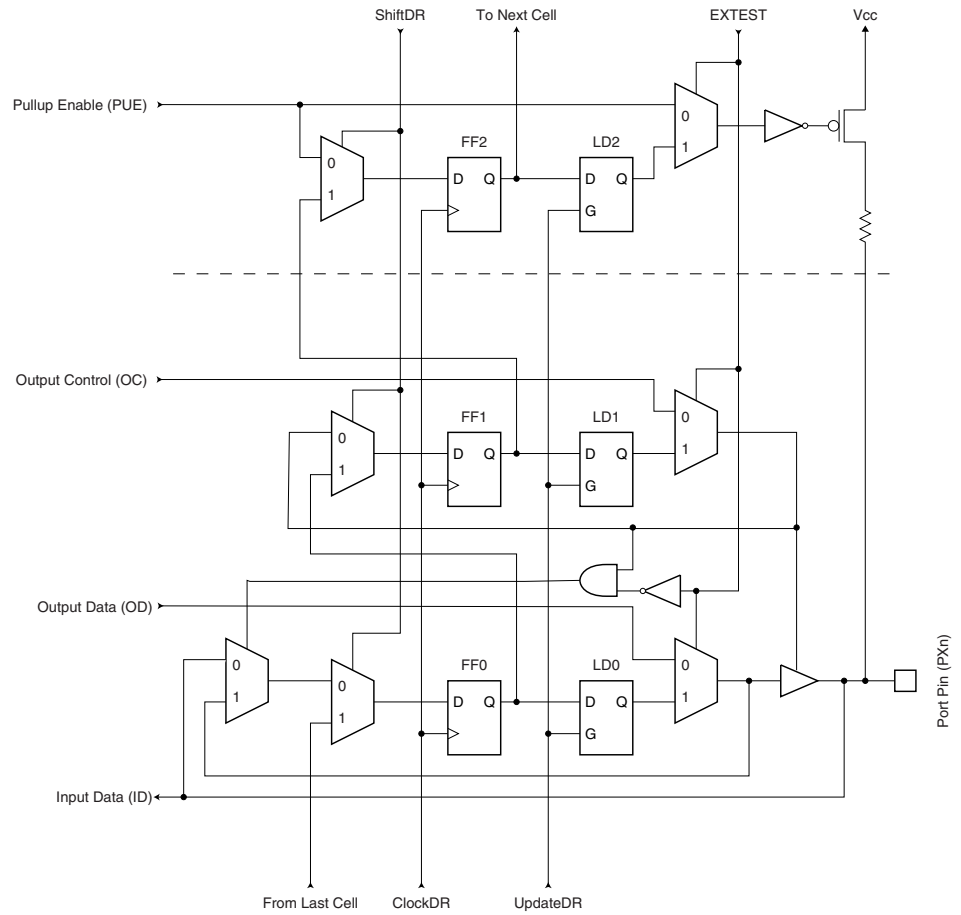 ShiftDR To Next Cell EXTEST Vcc
Pullup Enable (PUE)
0
1
FF2 LD2
0
1
D Q D Q
G
Output Control (OC)
0
1
FF1 LD1
0
1
D Q D Q
G
Output Data (OD)
0
1
0
1
FF0 LD0
0
1
D Q D Q
G
Port Pin (PXn)
Input Data (ID)
From Last Cell ClockDR UpdateDR